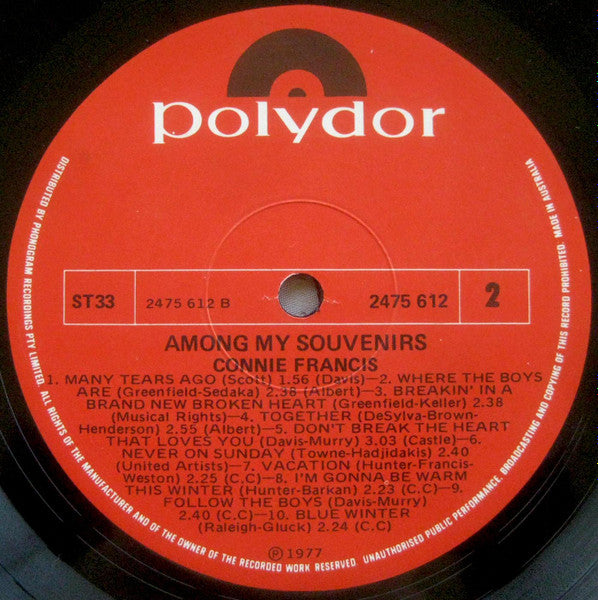 polydor
ST33
2475 612 B
2475 612
2
AMONG MY SOUVENIRS
CONNIE FRANCIS
1. MANY TEARS AGO (Scott) 1.56 (Davis)—2. WHERE THE BOYS
ARE (Greenfield-Sedaka) 2.38 (Albert)—3. BREAKIN' IN A
BRAND NEW BROKEN HEART (Greenfield-Keller) 2.38
(Musical Rights)—4. TOGETHER (DeSylva-Brown-
Henderson) 2.55 (Albert)—5. DON'T BREAK THE HEART
THAT LOVES YOU (Davis-Murry) 3.03 (Castle)—6.
NEVER ON SUNDAY (Towne-Hadjidakis) 2.40
(United Artists)—7. VACATION (Hunter-Francis-
Weston) 2.25 (C.C)—8. I'M GONNA BE WARM
THIS WINTER (Hunter-Barkan) 2.23 (C.C)—9.
FOLLOW THE BOYS (Davis-Murry)
2.40 (C.C)—10. BLUE WINTER
(Raleigh-Gluck) 2.24 (C.C)
℗ 1977
DISTRIBUTED BY PHONOGRAM RECORDINGS PTY LIMITED. ALL RIGHTS OF THE MANUFACTURER AND OF THE OWNER OF THE RECORDED WORK RESERVED. UNAUTHORISED PUBLIC PERFORMANCE, BROADCASTING AND COPYING OF THIS RECORD PROHIBITED. MADE IN AUSTRALIA